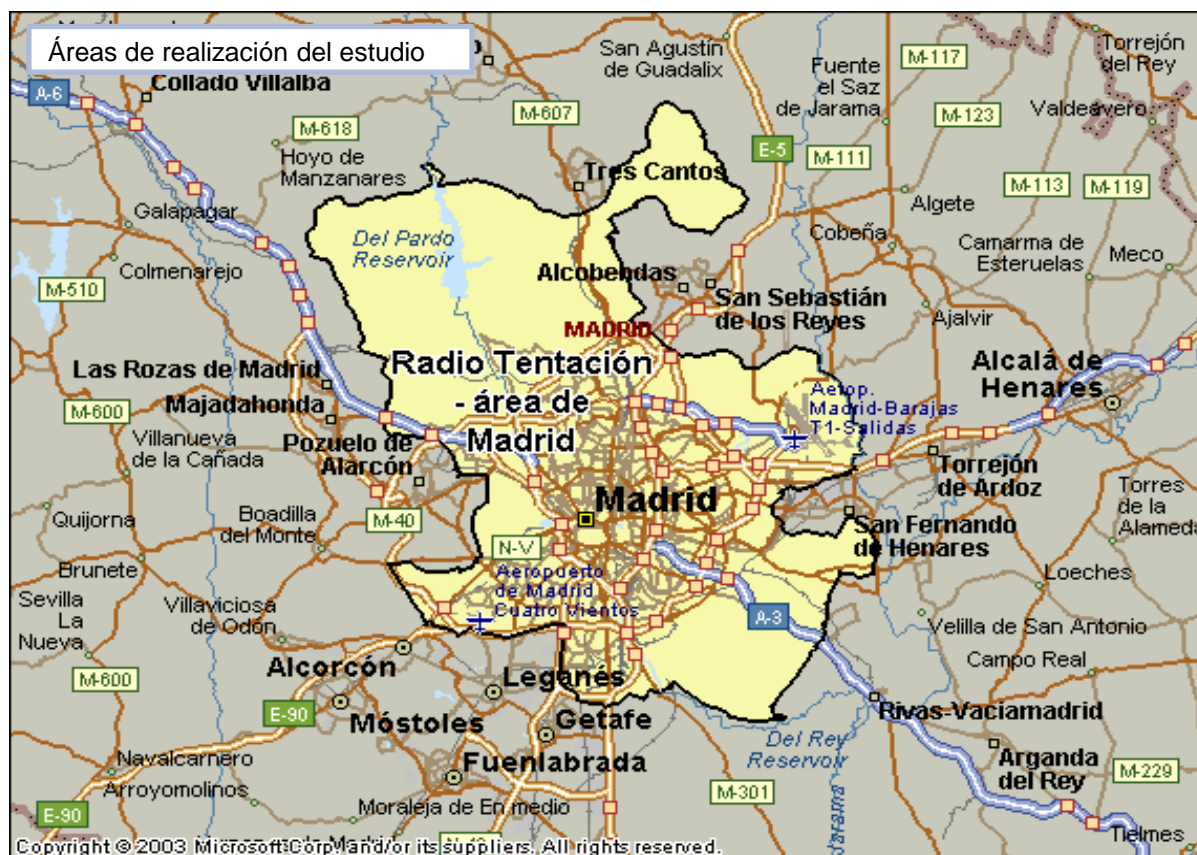 Áreas de realización del estudio
San Agustín
de Guadalix
Torrejón
del Rey
M-117
Fuente
el Saz
de Jarama
Collado Villalba
A-6
M-607
Valdeavero
M-123
M-618
E-5
M-111
Hoyo de
Manzanares
Tres Cantos
M-113
M-119
Algete
Galapagar
Del Pardo
Reservoir
Cobeña
Camarma de
Esteruelas
Meco
Colmenarejo
Alcobendas
M-510
San Sebastián
de los Reyes
Ajalvir
MADRID
Radio Tentación
- área de
Madrid
Las Rozas de Madrid
Alcalá de
Henares
Aerop.
Madrid-Barajas
T1-Salidas
M-600
Majadahonda
Villanueva
de la Cañada
Pozuelo de
Alarcón
Torrejón
de Ardoz
Madrid
Torres
de la
Alameda
Quijorna
Boadilla
del Monte
M-40
San Fernando
de Henares
N-V
Brunete
Aeropuerto
de Madrid
Cuatro Vientos
Loeches
Sevilla
La
Nueva
Villaviciosa
de Odón
A-3
Velilla de San Antonio
Alcorcón
Campo Real
M-600
Leganés
E-90
Móstoles
Getafe
Rivas-Vaciamadrid
Del Rey
Reservoir
Navalcarnero
Fuenlabrada
Arganda
del Rey
M-229
Arroyomolinos
M-301
Moraleja de En medio
Jarama
E-90
Tielmes
Copyright © 2003 Microsoft Corp. and/or its suppliers. All rights reserved.